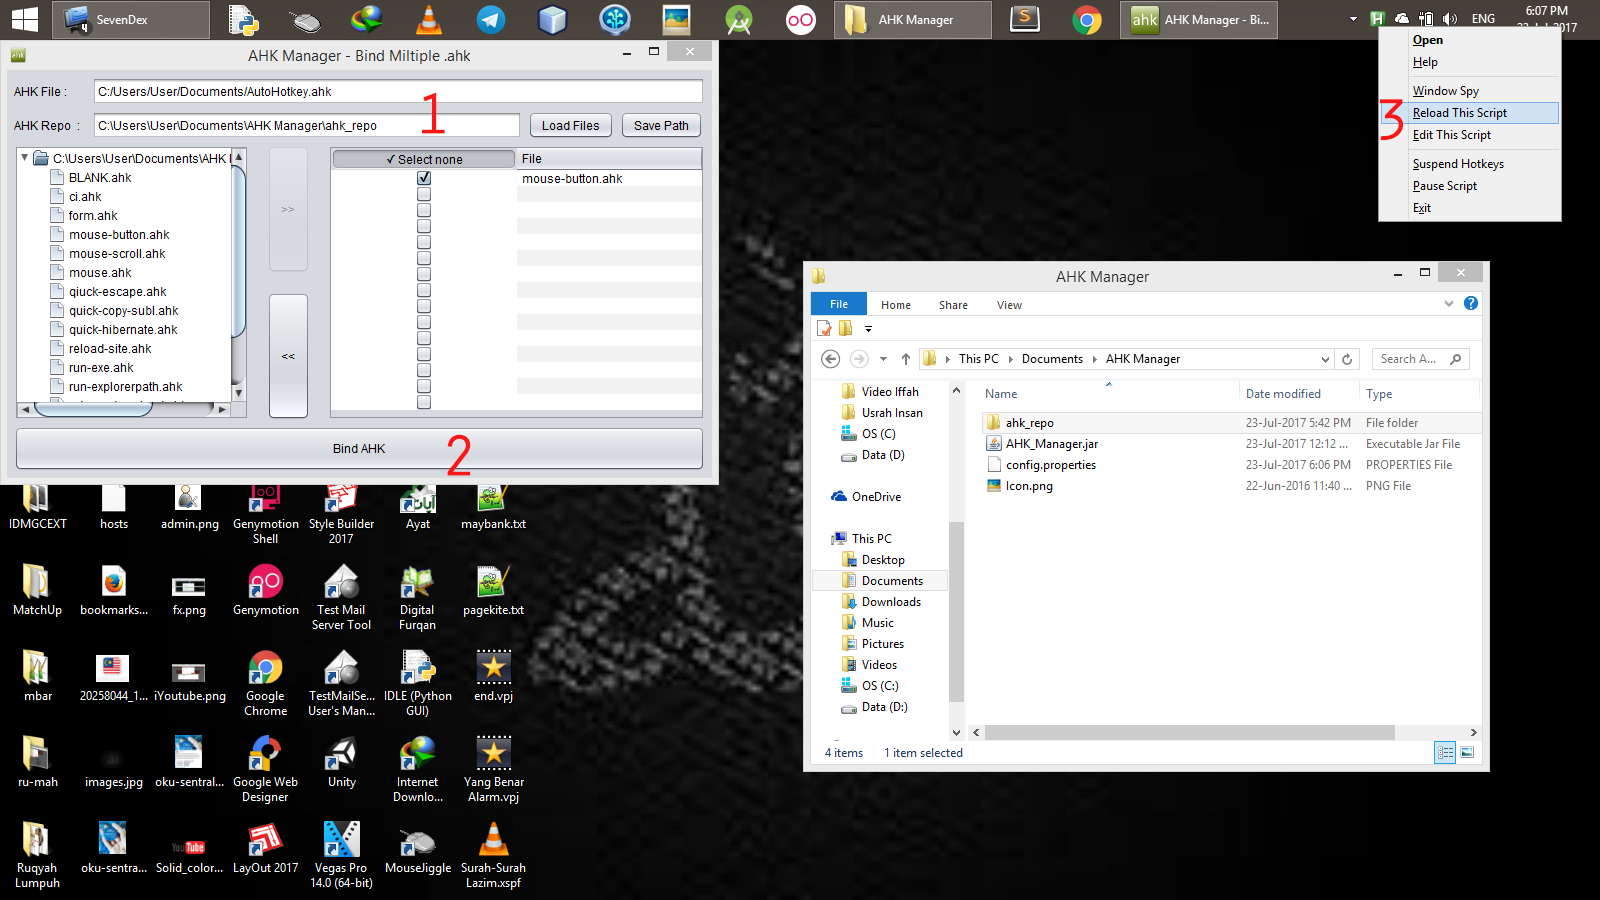 SevenDex
AHK Manager
S
ahk
AHK Manager - Bi...
ENG
6:07 PM
AHK Manager - Bind Miltiple .ahk
AHK File :
C:/Users/User/Documents/AutoHotkey.ahk
1
AHK Repo :
C:\Users\User\Documents\AHK Manager\ahk_repo
Load Files
Save Path
C:\Users\User\Documents\AHK
BLANK.ahk
ci.ahk
form.ahk
mouse-button.ahk
mouse-scroll.ahk
mouse.ahk
qiuck-escape.ahk
quick-copy-subl.ahk
quick-hibernate.ahk
reload-site.ahk
run-exe.ahk
run-explorerpath.ahk
>>
<<
✓ Select none
File
mouse-button.ahk
Bind AHK
2
Open
Help
Window Spy
3
Reload This Script
Edit This Script
Suspend Hotkeys
Pause Script
Exit
AHK Manager
File
Home
Share
View
This PC
Documents
AHK Manager
Search A...
Video Iffah
Usrah Insan
OS (C)
Data (D)
OneDrive
This PC
Desktop
Documents
Downloads
Music
Pictures
Videos
OS (C:)
Data (D:)
Name
Date modified
Type
ahk_repo
23-Jul-2017 5:42 PM
File folder
AHK_Manager.jar
23-Jul-2017 12:12 ...
Executable Jar File
config.properties
23-Jul-2017 6:06 PM
PROPERTIES File
Icon.png
22-Jun-2016 11:40 ...
PNG File
4 items
1 item selected
IDMGCEXT
hosts
admin.png
Genymotion
Shell
Style Builder
2017
Ayat
maybank.txt
MatchUp
bookmarks...
fx.png
Genymotion
Test Mail
Server Tool
Digital
Furqan
pagekite.txt
mbar
20258044_1...
iYoutube.png
Google
Chrome
TestMailSe...
User's Man...
IDLE (Python
GUI)
end.vpj
ru-mah
images.jpg
oku-sentral...
Google Web
Designer
Unity
Internet
Downlo...
Yang Benar
Alarm.vpj
Ruqyah
Lumpuh
oku-sentra...
Solid_color...
LayOut 2017
Vegas Pro
14.0 (64-bit)
MouseJiggle
Surah-Surah
Lazim.xspf